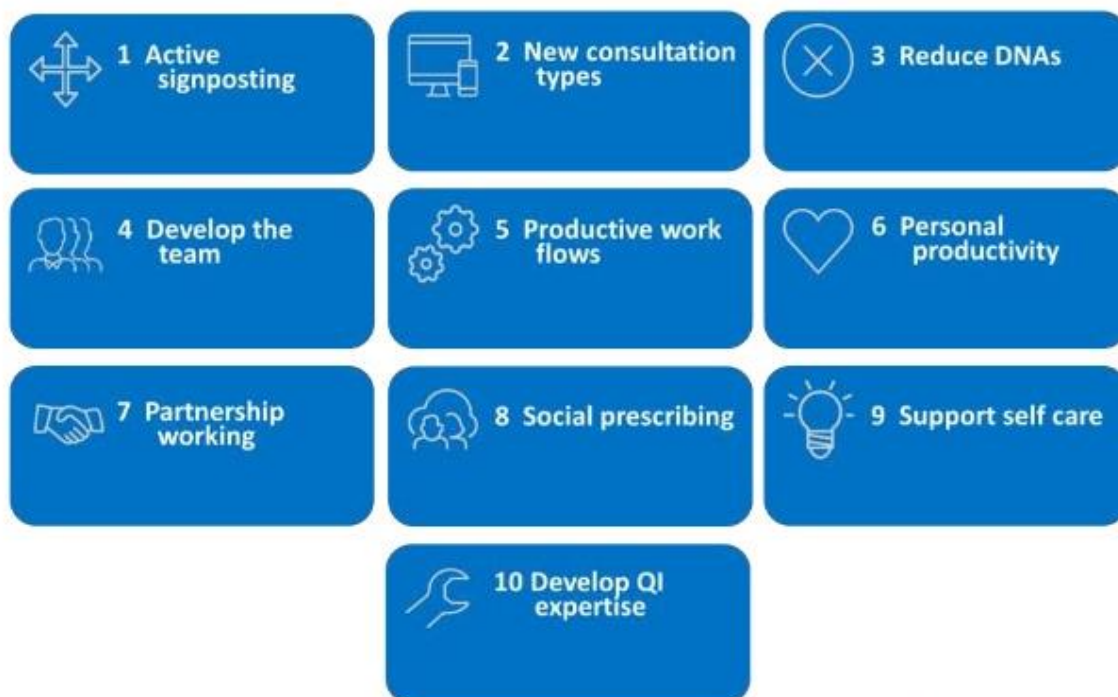 1 Active
signposting
2 New consultation
types
3 Reduce DNAs
4 Develop the
team
5 Productive work
flows
6 Personal
productivity
7 Partnership
working
8 Social prescribing
9 Support self care
10 Develop QI
expertise